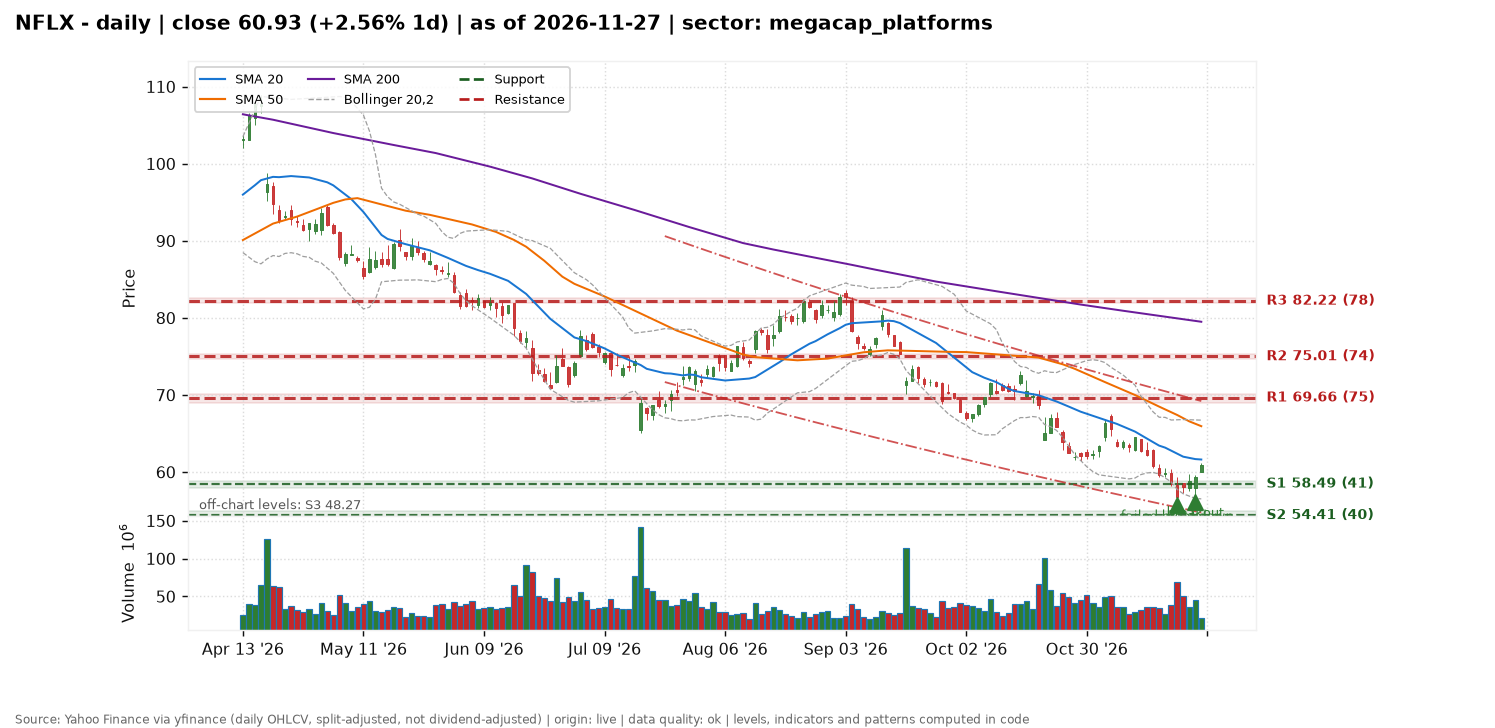 NFLX - daily | close 60.93 (+2.56% 1d) | as of 2026-11-27 | sector: megacap_platforms
SMA 20
SMA 50
SMA 200
Bollinger 20,2
Support
Resistance
Price
110
100
90
80
70
60
R3 82.22 (78)
R2 75.01 (74)
R1 69.66 (75)
S1 58.49 (41)
S2 54.41 (40)
off-chart levels: S3 48.27
Volume 10⁶
150
100
50
Apr 13 '26
May 11 '26
Jun 09 '26
Jul 09 '26
Aug 06 '26
Sep 03 '26
Oct 02 '26
Oct 30 '26
Source: Yahoo Finance via yfinance (daily OHLCV, split-adjusted, not dividend-adjusted) | origin: live | data quality: ok | levels, indicators and patterns computed in code